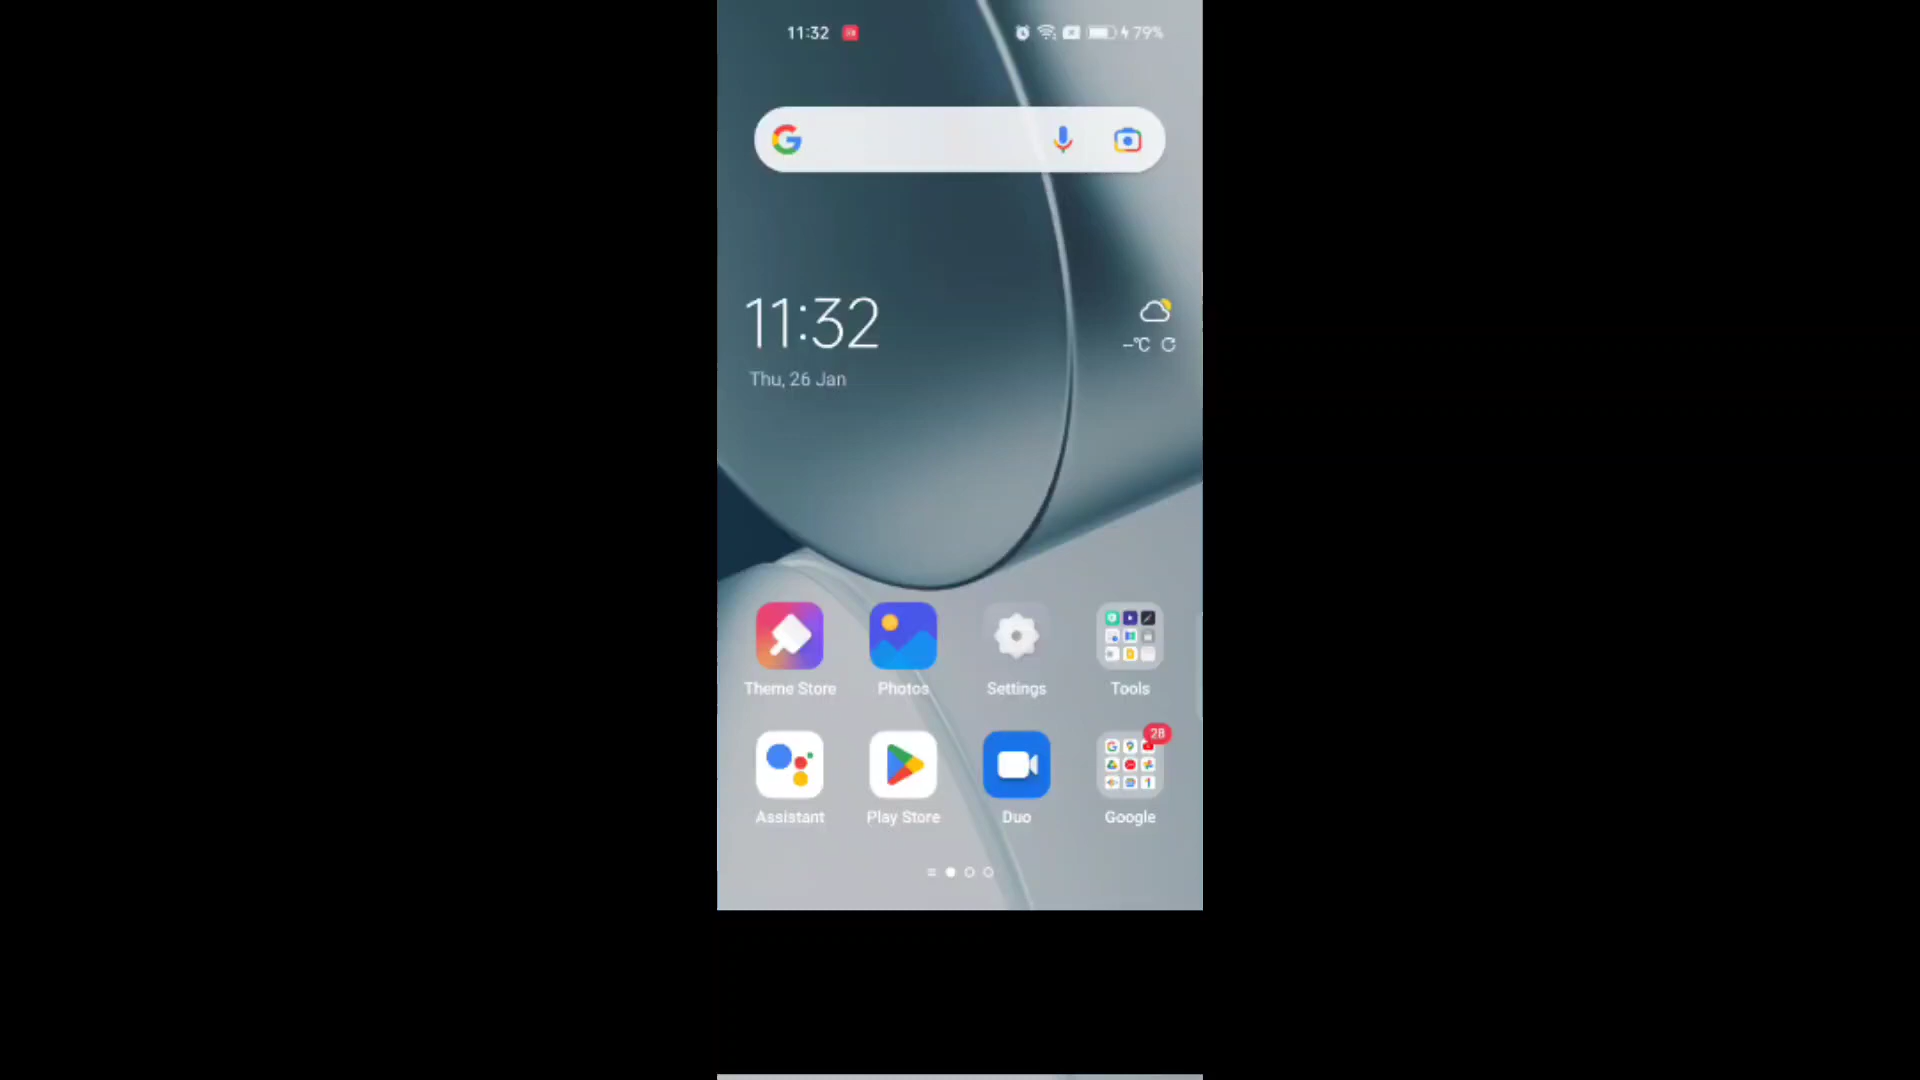 11:32
79%
11:32
Thu, 26 Jan
--°C
Theme Store
Photos
Settings
Tools
28
Assistant
Play Store
Duo
Google